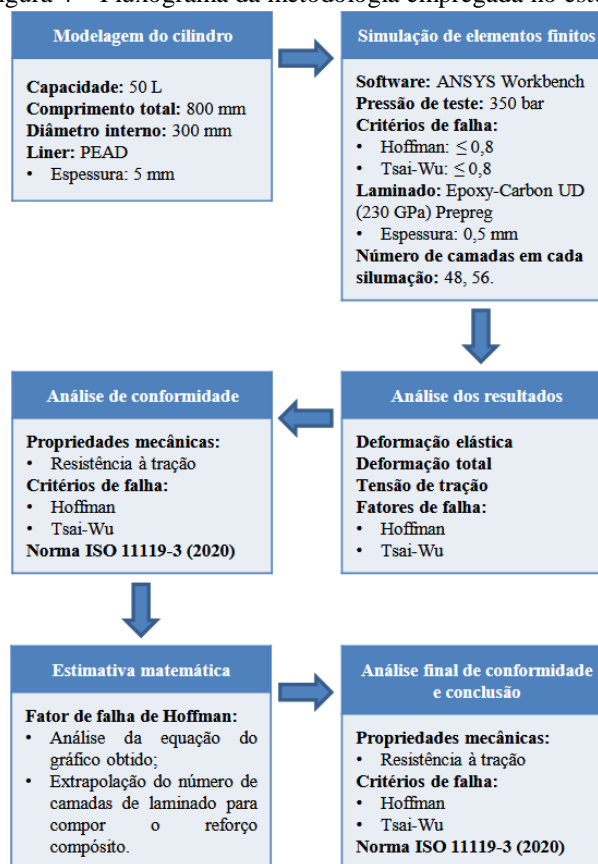 Figura 4 – Fluxograma da metodologia empregada no
Modelagem do cilindro
Capacidade: 50 L
Comprimento total: 800 mm
Diâmetro interno: 300 mm
Liner: PEAD
• Espessura: 5 mm
Simulação de elementos finitos
Software: ANSYS Workbench
Pressão de teste: 350 bar
Critérios de falha:
• Hoffman: ≤ 0,8
• Tsai-Wu: ≤ 0,8
Laminado: Epoxy-Carbon UD
(230 GPa) Prepreg
• Espessura: 0,5 mm
Número de camadas em cada
silumação: 48, 56.
Análise de conformidade
Propriedades mecânicas:
• Resistência à tração
Critérios de falha:
• Hoffman
• Tsai-Wu
Norma ISO 11119-3 (2020)
Análise dos resultados
Deformação elástica
Deformação total
Tensão de tração
Fatores de falha:
• Hoffman
• Tsai-Wu
Estimativa matemática
Fator de falha de Hoffman:
• Análise da equação do
gráfico obtido;
• Extrapolação do número de
camadas de laminado para
compor o reforço
compósito.
Análise final de conformidade
e conclusão
Propriedades mecânicas:
• Resistência à tração
Critérios de falha:
• Hoffman
• Tsai-Wu
Norma ISO 11119-3 (2020)